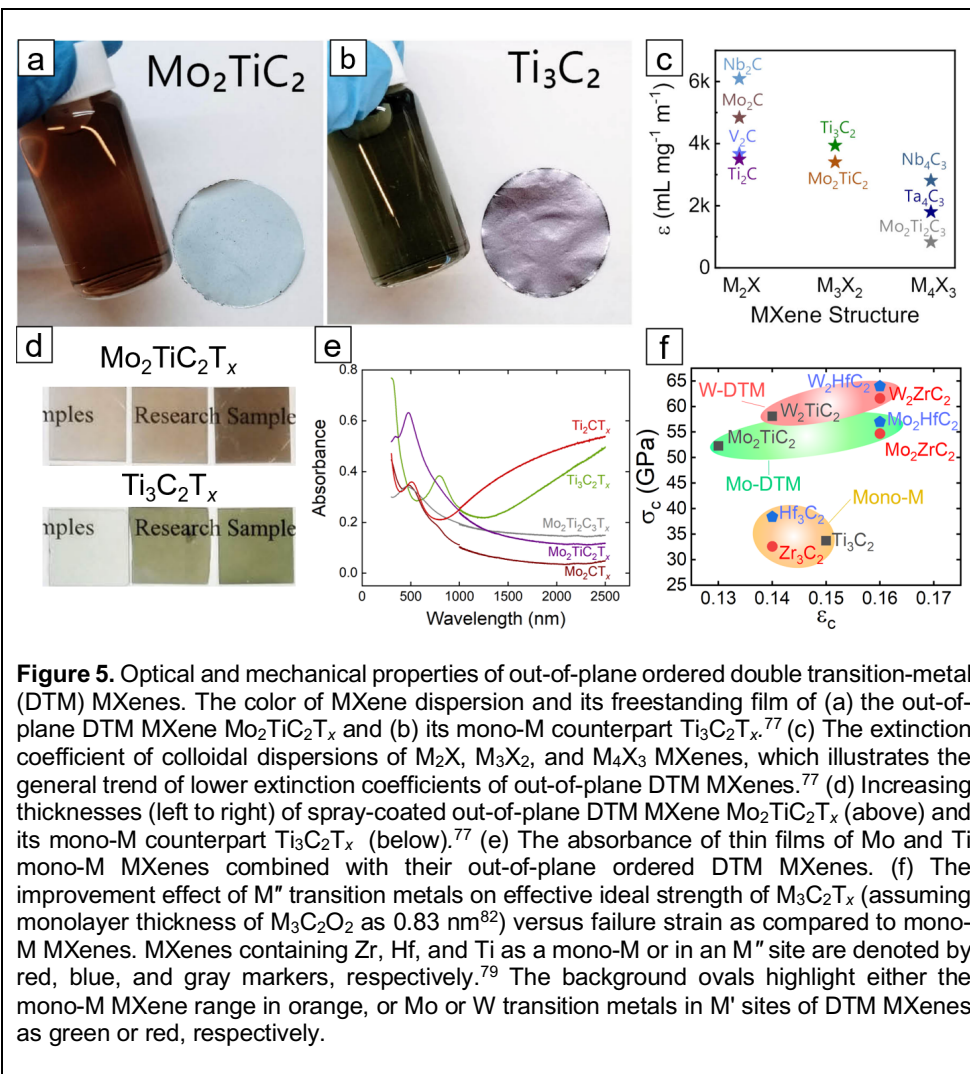 a
Mo₂TiC₂
b
Ti₃C₂
c
ε (mL mg⁻¹ m⁻¹)
6k
4k
2k
0
Nb₂C
Mo₂C
V₂C
Ti₂C
Ti₃C₂
Mo₂TiC₂
Nb₄C₃
Ta₄C₃
Mo₂Ti₂C₃
M₂X M₃X₂ M₄X₃
MXene Structure
d
Mo₂TiC₂Tₓ
mples Research Sample
Ti₃C₂Tₓ
mples Research Sample
e
Absorbance
0.8
0.6
0.4
0.2
0.0
Ti₂CTₓ
Ti₃C₂Tₓ
Mo₂Ti₂C₃Tₓ
Mo₂TiC₂Tₓ
Mo₂CTₓ
0 500 1000 1500 2000 2500
Wavelength (nm)
f
σ_c (GPa)
65
60
55
50
45
40
35
30
25
W-DTM
W₂HfC₂
W₂ZrC₂
W₂TiC₂
Mo₂HfC₂
Mo₂TiC₂
Mo₂ZrC₂
Mo-DTM
Mono-M
Hf₃C₂
Ti₃C₂
Zr₃C₂
0.13 0.14 0.15 0.16 0.17
ε_c
Figure 5. Optical and mechanical properties of out-of-plane ordered double transition-metal
(DTM) MXenes. The color of MXene dispersion and its freestanding film of (a) the out-of-
plane DTM MXene Mo₂TiC₂Tₓ and (b) its mono-M counterpart Ti₃C₂Tₓ.⁷⁷ (c) The extinction
coefficient of colloidal dispersions of M₂X, M₃X₂, and M₄X₃ MXenes, which illustrates the
general trend of lower extinction coefficients of out-of-plane DTM MXenes.⁷⁷ (d) Increasing
thicknesses (left to right) of spray-coated out-of-plane DTM MXene Mo₂TiC₂Tₓ (above) and
its mono-M counterpart Ti₃C₂Tₓ (below).⁷⁷ (e) The absorbance of thin films of Mo and Ti
mono-M MXenes combined with their out-of-plane ordered DTM MXenes. (f) The
improvement effect of M″ transition metals on effective ideal strength of M₃C₂Tₓ (assuming
monolayer thickness of M₃C₂O₂ as 0.83 nm⁸²) versus failure strain as compared to mono-
M MXenes. MXenes containing Zr, Hf, and Ti as a mono-M or in an M″ site are denoted by
red, blue, and gray markers, respectively.⁷⁹ The background ovals highlight either the
mono-M MXene range in orange, or Mo or W transition metals in M' sites of DTM MXenes
as green or red, respectively.